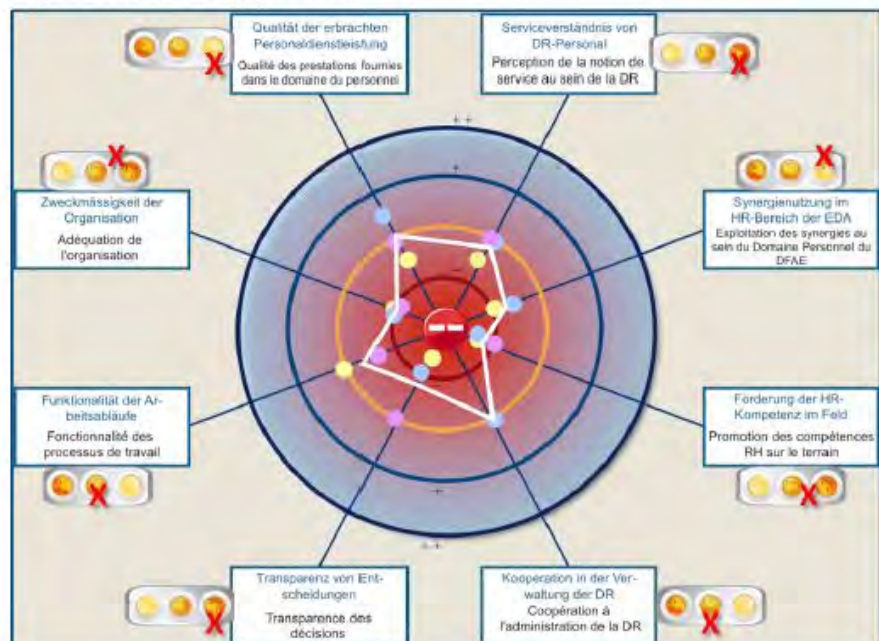 Qualität der erbrachten
Personaldienstleistung
Qualité des prestations fournies
dans le domaine du personnel
Serviceverständnis von
DR-Personal
Perception de la notion de
service au sein de la DR
X
X
++
+
X
Zweckmässigkeit der
Organisation
Adéquation de
l'organisation
X
Synergienutzung im
HR-Bereich der EDA
Exploitation des synergies au
sein du Domaine Personnel du
DFAE
–
– –
Funktionalität der Ar-
beitsabläufe
Fonctionnalité des
processus de travail
X
Förderung der HR-
Kompetenz im Feld
Promotion des compétences
RH sur le terrain
X
+
++
Transparenz von Ent-
scheidungen
Transparence des
décisions
X
Kooperation in der Ver-
waltung der DR
Coopération à
l'administration de la DR
X